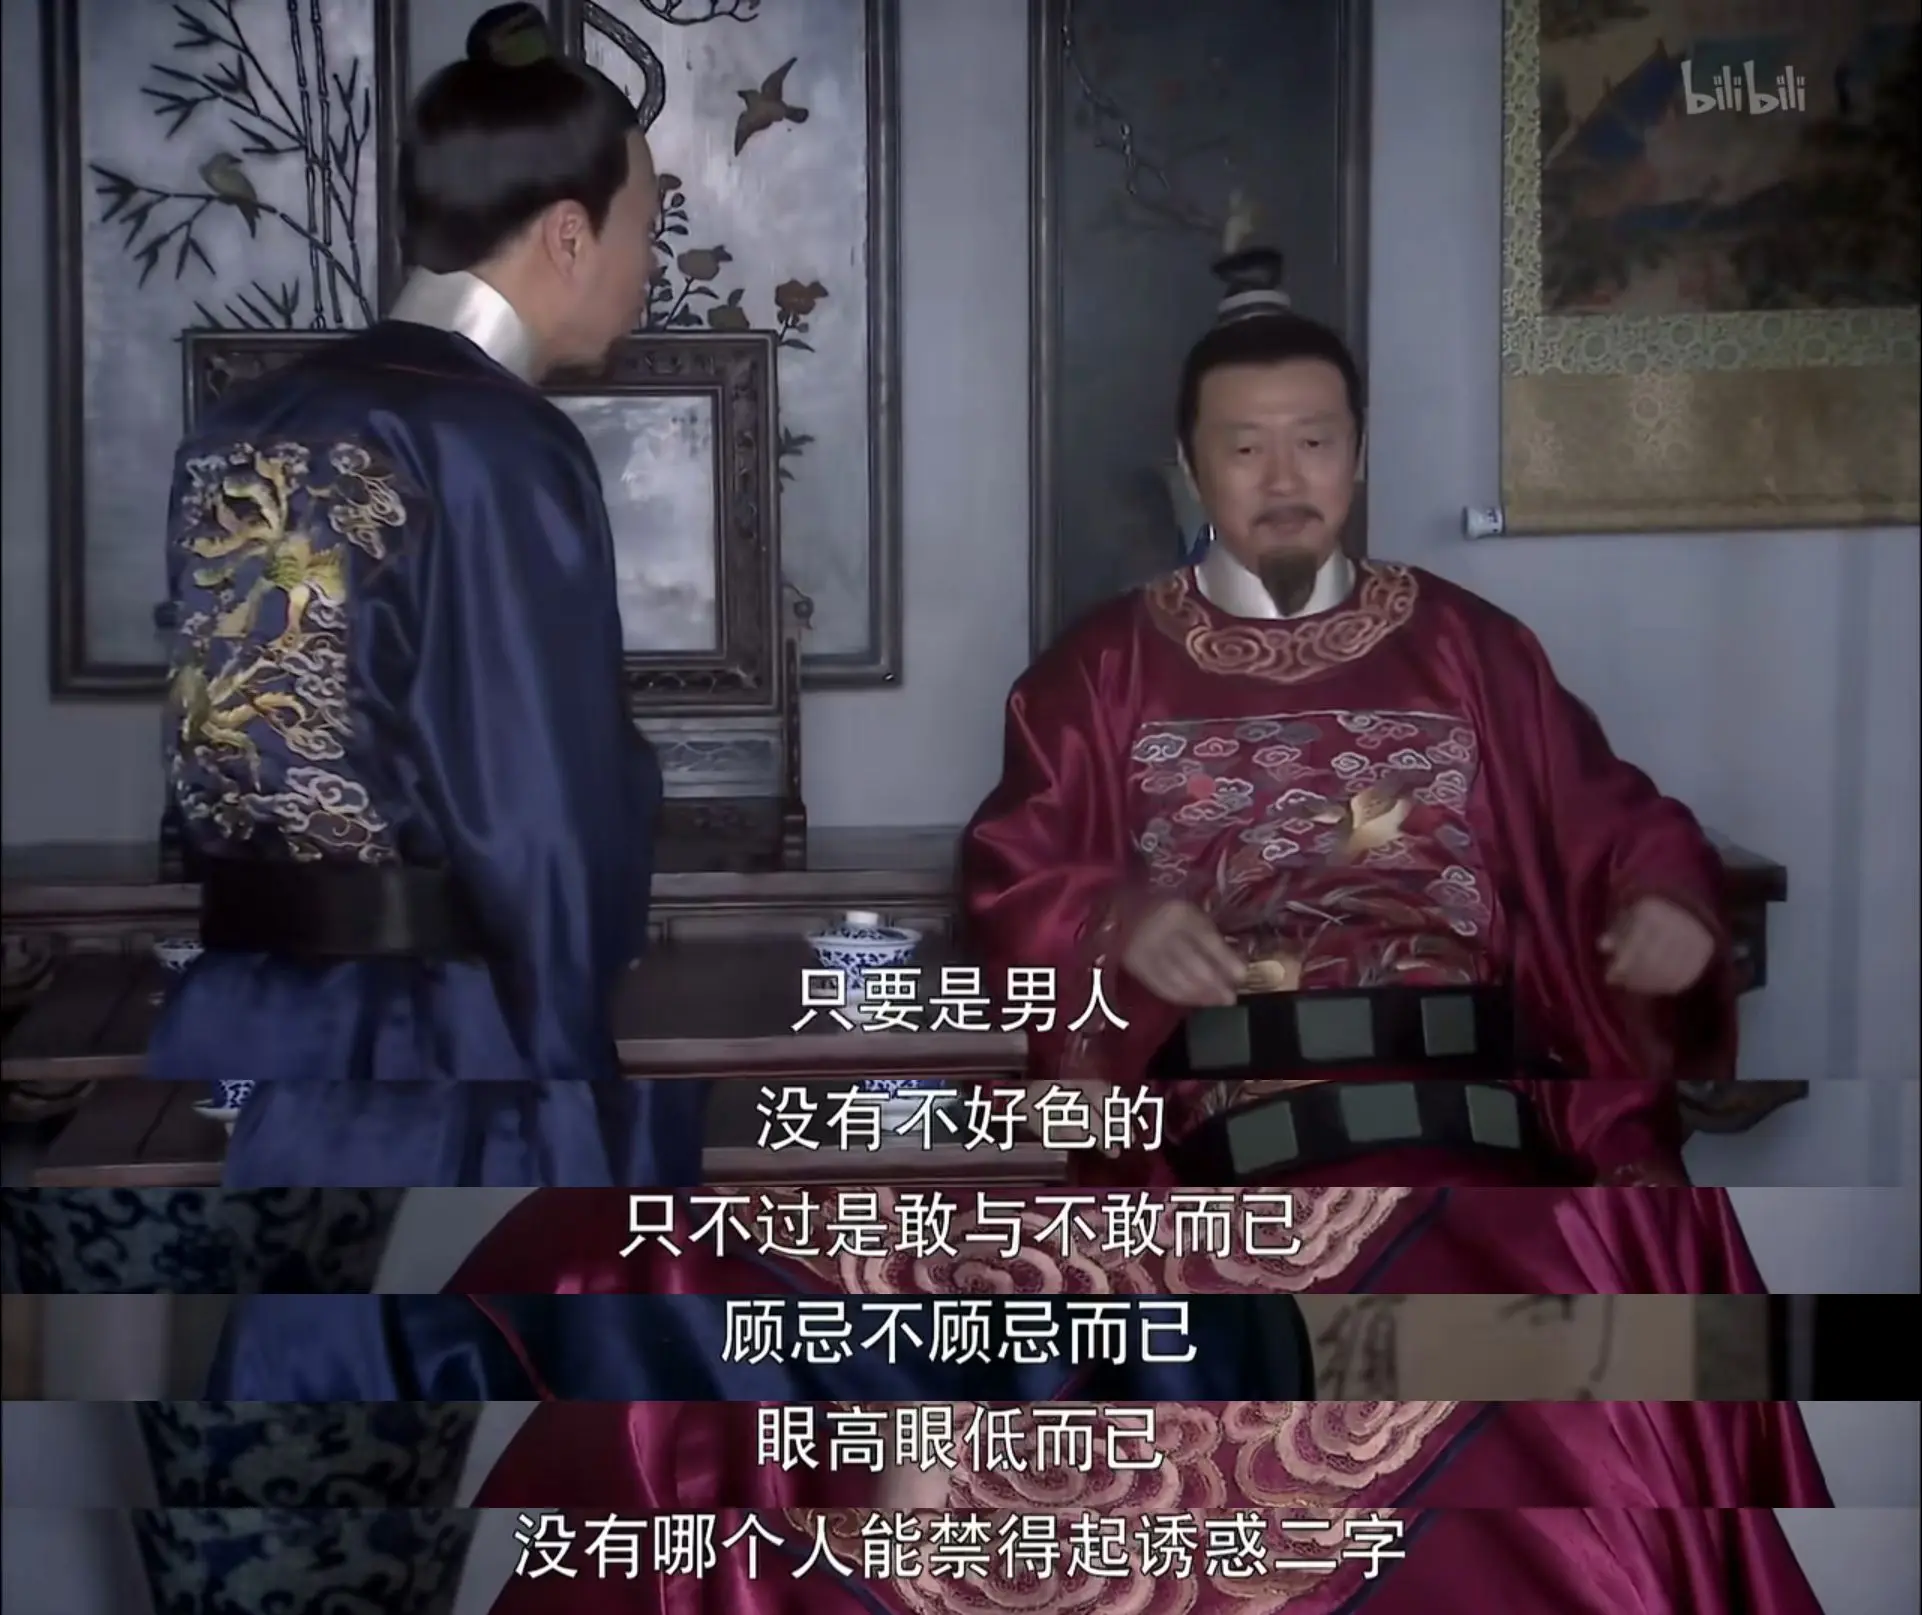 bilibili
只要是男人
没有不好色的
只不过是敢与不敢而已
顾忌不顾忌而已
眼高眼低而已
没有哪个人能禁得起诱惑二字